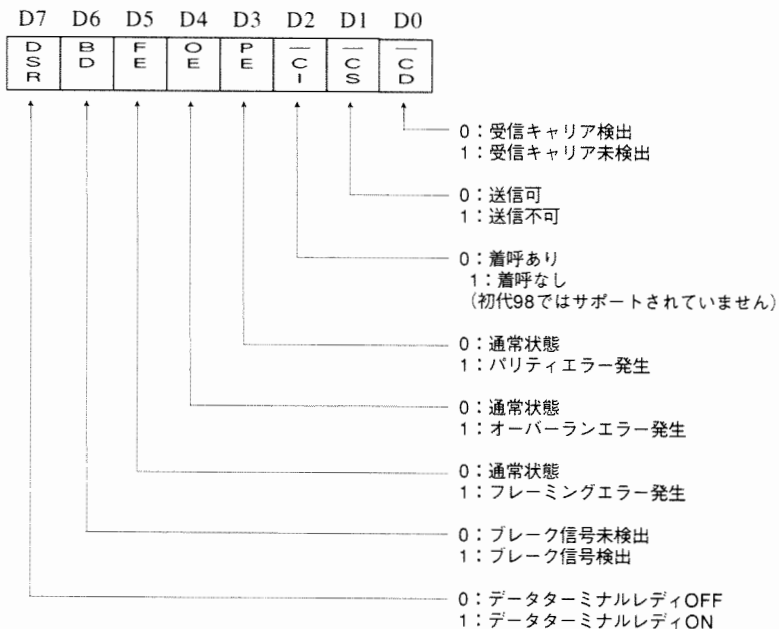 D7 D6 D5 D4 D3 D2 D1 D0
DSR BD FE OE PE CI CS CD
0：受信キャリア検出
1：受信キャリア未検出
0：送信可
1：送信不可
0：着呼あり
1：着呼なし
（初代98ではサポートされていません）
0：通常状態
1：パリティエラー発生
0：通常状態
1：オーバーランエラー発生
0：通常状態
1：フレーミングエラー発生
0：ブレーク信号未検出
1：ブレーク信号検出
0：データターミナルレディOFF
1：データターミナルレディON